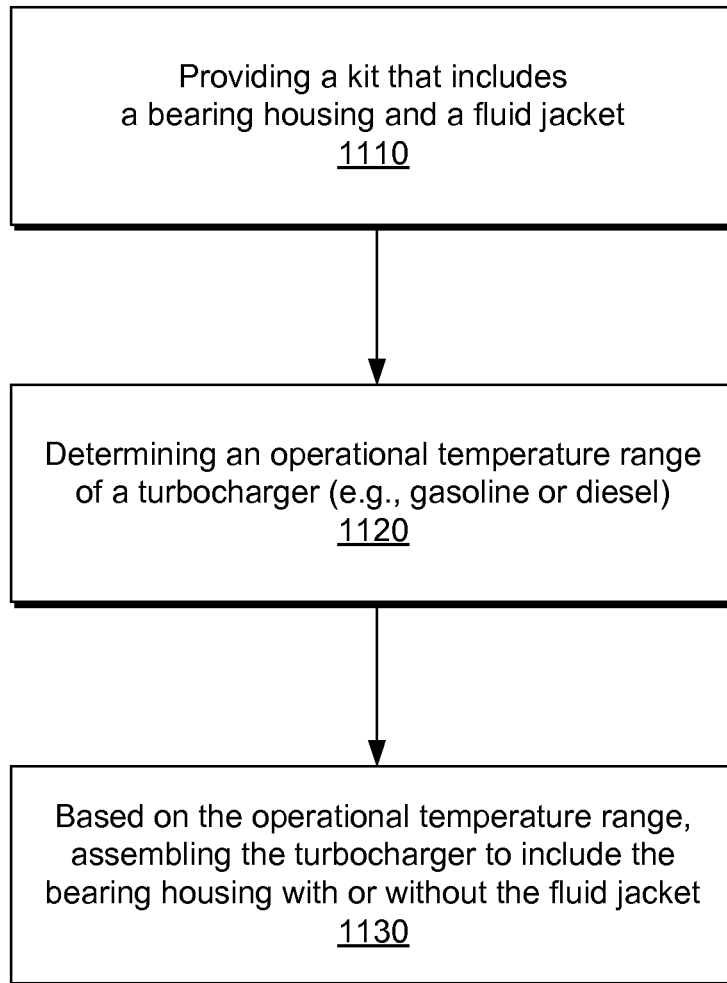 Providing a kit that includes
a bearing housing and a fluid jacket
1110
Determining an operational temperature range
of a turbocharger (e.g., gasoline or diesel)
1120
Based on the operational temperature range,
assembling the turbocharger to include the
bearing housing with or without the fluid jacket
1130